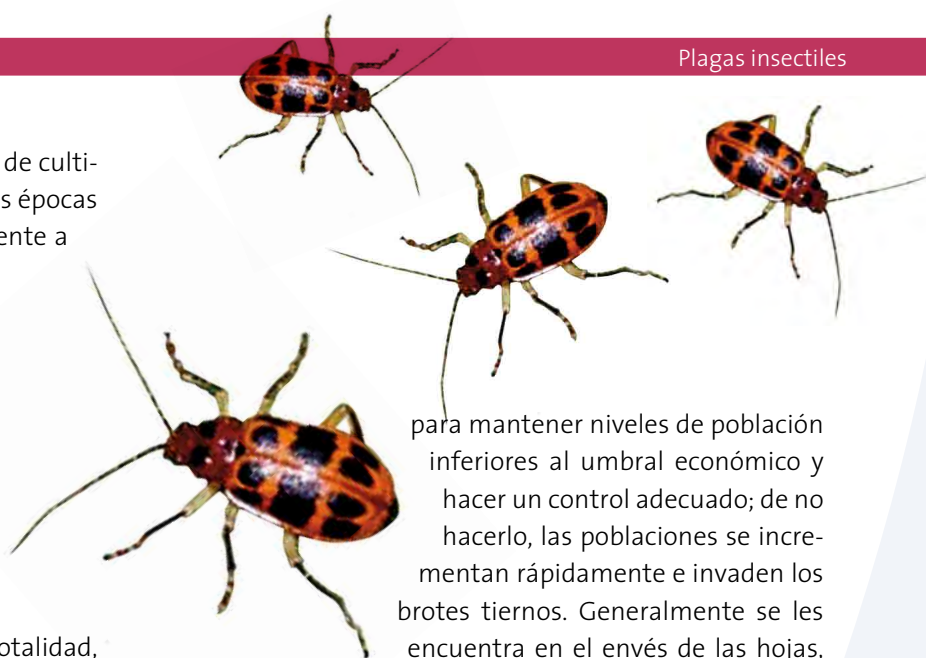 Plagas insectiles
de culti-
s épocas
ente a
otalidad,
para mantener niveles de población
inferiores al umbral económico y
hacer un control adecuado; de no
hacerlo, las poblaciones se incre-
mentan rápidamente e invaden los
brotes tiernos. Generalmente se les
encuentra en el envés de las hojas,